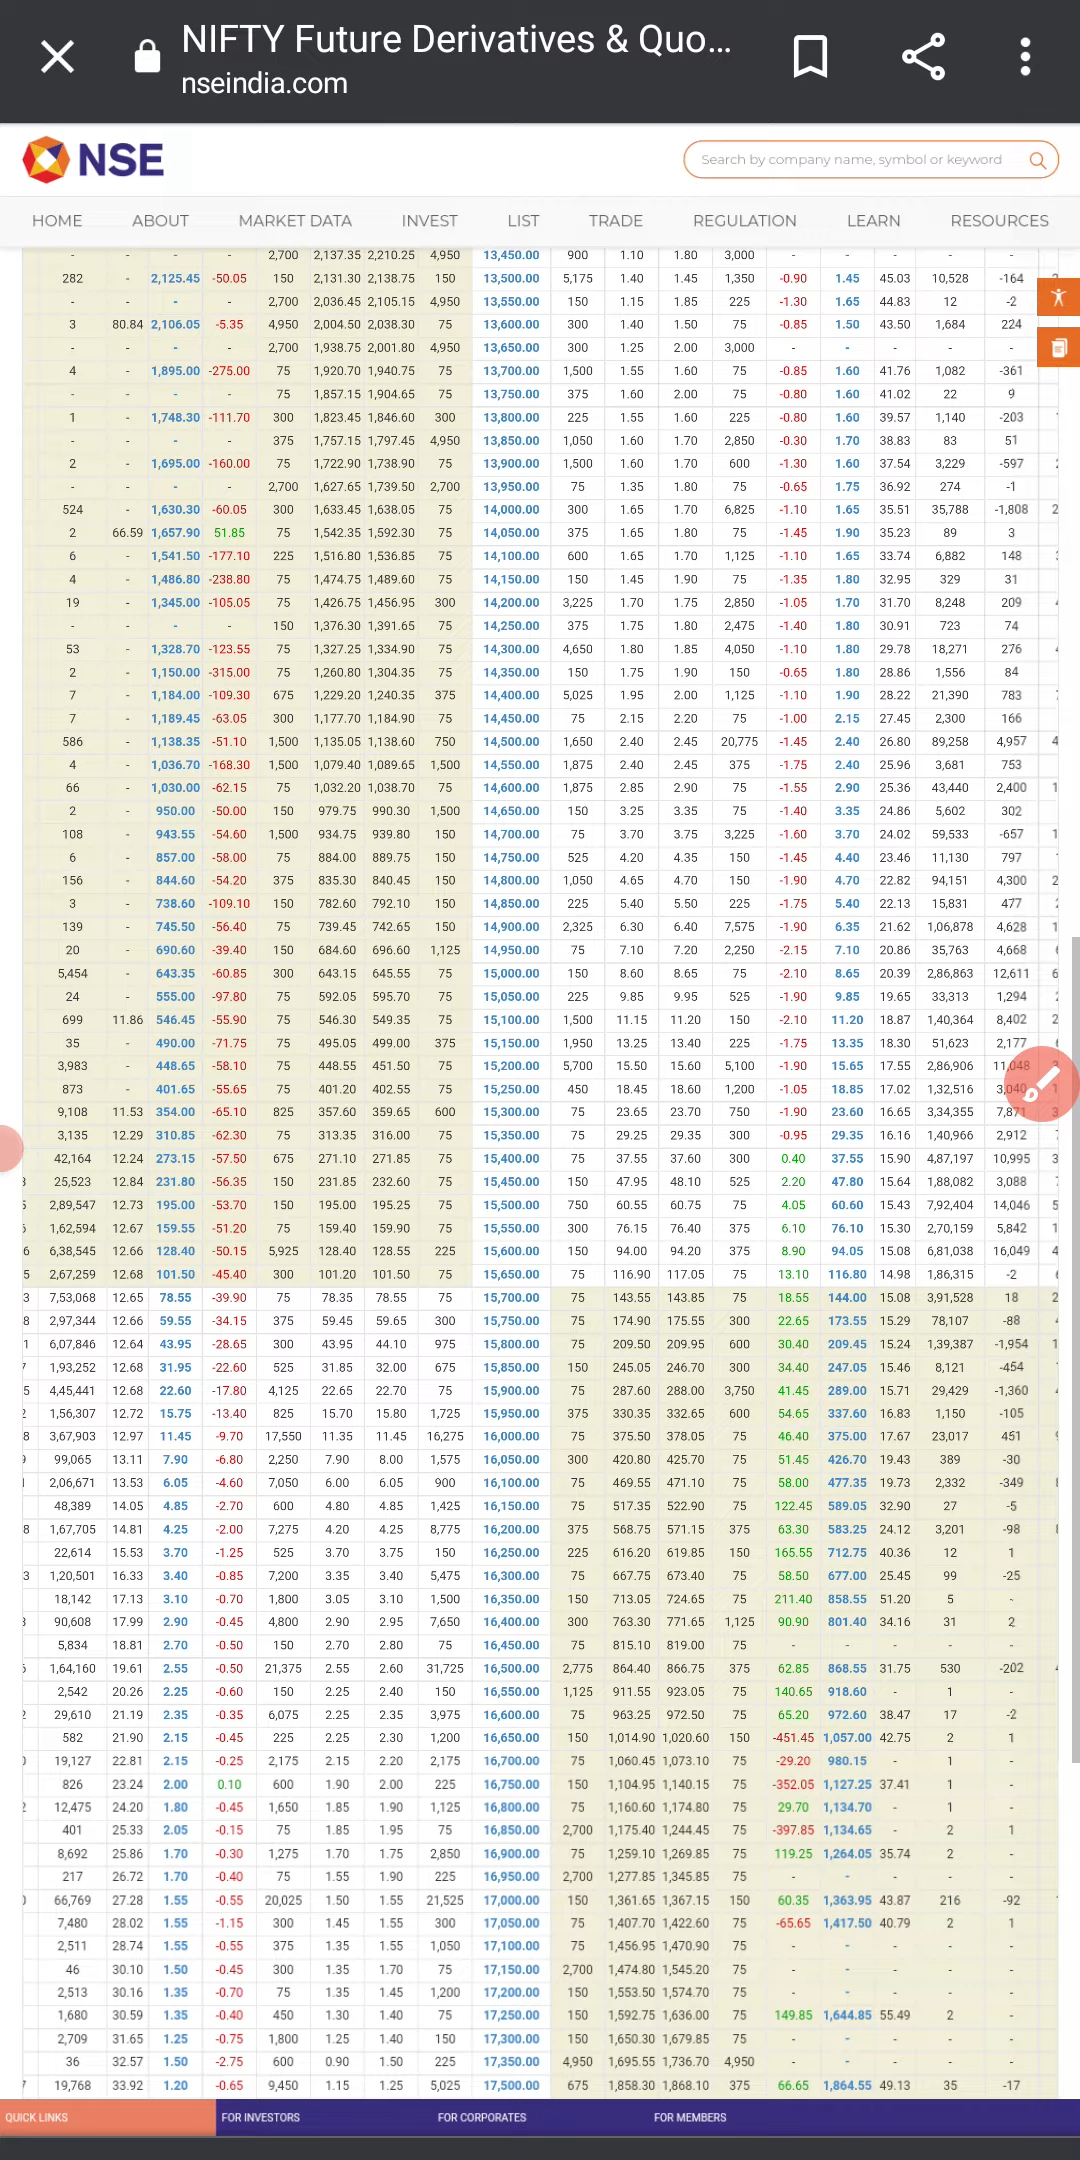 NIFTY Future Derivatives & Quo...
nseindia.com
NSE
Search by company name, symbol or keyword
HOME ABOUT MARKET DATA INVEST LIST TRADE REGULATION LEARN RESOURCES
- - - - 2,700 2,137.35 2,210.25 4,950 13,450.00 900 1.10 1.80 3,000 - - - - -
282 - 2,125.45 -50.05 150 2,131.30 2,138.75 150 13,500.00 5,175 1.40 1.45 1,350 -0.90 1.45 45.03 10,528 -164
- - - - 2,700 2,036.45 2,105.15 4,950 13,550.00 150 1.15 1.85 225 -1.30 1.65 44.83 12 -2
3 80.84 2,106.05 -5.35 4,950 2,004.50 2,038.30 75 13,600.00 300 1.40 1.50 75 -0.85 1.50 43.50 1,684 224
- - - - 2,700 1,938.75 2,001.80 4,950 13,650.00 300 1.25 2.00 3,000 - - - - -
4 - 1,895.00 -275.00 75 1,920.70 1,940.75 75 13,700.00 1,500 1.55 1.60 75 -0.85 1.60 41.76 1,082 -361
- - - - 75 1,857.15 1,904.65 75 13,750.00 375 1.60 2.00 75 -0.80 1.60 41.02 22 9
1 - 1,748.30 -111.70 300 1,823.45 1,846.60 300 13,800.00 225 1.55 1.60 225 -0.80 1.60 39.57 1,140 -203
- - - - 375 1,757.15 1,797.45 4,950 13,850.00 1,050 1.60 1.70 2,850 -0.30 1.70 38.83 83 51
2 - 1,695.00 -160.00 75 1,722.90 1,738.90 75 13,900.00 1,500 1.60 1.70 600 -1.30 1.60 37.54 3,229 -597
- - - - 2,700 1,627.65 1,739.50 2,700 13,950.00 75 1.35 1.80 75 -0.65 1.75 36.92 274 -1
524 - 1,630.30 -60.05 300 1,633.45 1,638.05 75 14,000.00 300 1.65 1.70 6,825 -1.10 1.65 35.51 35,788 -1,808
2 66.59 1,657.90 51.85 75 1,542.35 1,592.30 75 14,050.00 375 1.65 1.80 75 -1.45 1.90 35.23 89 3
6 - 1,541.50 -177.10 225 1,516.80 1,536.85 75 14,100.00 600 1.65 1.70 1,125 -1.10 1.65 33.74 6,882 148
4 - 1,486.80 -238.80 75 1,474.75 1,489.60 75 14,150.00 150 1.45 1.90 75 -1.35 1.80 32.95 329 31
19 - 1,345.00 -105.05 75 1,426.75 1,456.95 300 14,200.00 3,225 1.70 1.75 2,850 -1.05 1.70 31.70 8,248 209
- - - - 150 1,376.30 1,391.65 75 14,250.00 375 1.75 1.80 2,475 -1.40 1.80 30.91 723 74
53 - 1,328.70 -123.55 75 1,327.25 1,334.90 75 14,300.00 4,650 1.80 1.85 4,050 -1.10 1.80 29.78 18,271 276
2 - 1,150.00 -315.00 75 1,260.80 1,304.35 75 14,350.00 150 1.75 1.90 150 -0.65 1.80 28.86 1,556 84
7 - 1,184.00 -109.30 675 1,229.20 1,240.35 375 14,400.00 5,025 1.95 2.00 1,125 -1.10 1.90 28.22 21,390 783
7 - 1,189.45 -63.05 300 1,177.70 1,184.90 75 14,450.00 75 2.15 2.20 75 -1.00 2.15 27.45 2,300 166
586 - 1,138.35 -51.10 1,500 1,135.05 1,138.60 750 14,500.00 1,650 2.40 2.45 20,775 -1.45 2.40 26.80 89,258 4,957
4 - 1,036.70 -168.30 1,500 1,079.40 1,089.65 1,500 14,550.00 1,875 2.40 2.45 375 -1.75 2.40 25.96 3,681 753
66 - 1,030.00 -62.15 75 1,032.20 1,038.70 75 14,600.00 1,875 2.85 2.90 75 -1.55 2.90 25.36 43,440 2,400
2 - 950.00 -50.00 150 979.75 990.30 1,500 14,650.00 150 3.25 3.35 75 -1.40 3.35 24.86 5,602 302
108 - 943.55 -54.60 1,500 934.75 939.80 150 14,700.00 75 3.70 3.75 3,225 -1.60 3.70 24.02 59,533 -657
6 - 857.00 -58.00 75 884.00 889.75 150 14,750.00 525 4.20 4.35 150 -1.45 4.40 23.46 11,130 797
156 - 844.60 -54.20 375 835.30 840.45 150 14,800.00 1,050 4.65 4.70 150 -1.90 4.70 22.82 94,151 4,300
3 - 738.60 -109.10 150 782.60 792.10 150 14,850.00 225 5.40 5.50 225 -1.75 5.40 22.13 15,831 477
139 - 745.50 -56.40 75 739.45 742.65 150 14,900.00 2,325 6.30 6.40 7,575 -1.90 6.35 21.62 1,06,878 4,628
20 - 690.60 -39.40 150 684.60 696.60 1,125 14,950.00 75 7.10 7.20 2,250 -2.15 7.10 20.86 35,763 4,668
5,454 - 643.35 -60.85 300 643.15 645.55 75 15,000.00 150 8.60 8.65 75 -2.10 8.65 20.39 2,86,863 12,611
24 - 555.00 -97.80 75 592.05 595.70 75 15,050.00 225 9.85 9.95 525 -1.90 9.85 19.65 33,313 1,294
699 11.86 546.45 -55.90 75 546.30 549.35 75 15,100.00 1,500 11.15 11.20 150 -2.10 11.20 18.87 1,40,364 8,402
35 - 490.00 -71.75 75 495.05 499.00 375 15,150.00 1,950 13.25 13.40 225 -1.75 13.35 18.30 51,623 2,177
3,983 - 448.65 -58.10 75 448.55 451.50 75 15,200.00 5,700 15.50 15.60 5,100 -1.90 15.65 17.55 2,86,906 11,048
873 - 401.65 -55.65 75 401.20 402.55 75 15,250.00 450 18.45 18.60 1,200 -1.05 18.85 17.02 1,32,516 3,040
9,108 11.53 354.00 -65.10 825 357.60 359.65 600 15,300.00 75 23.65 23.70 750 -1.90 23.60 16.65 3,34,355 7,871
3,135 12.29 310.85 -62.30 75 313.35 316.00 75 15,350.00 75 29.25 29.35 300 -0.95 29.35 16.16 1,40,966 2,912
42,164 12.24 273.15 -57.50 675 271.10 271.85 75 15,400.00 75 37.55 37.60 300 0.40 37.55 15.90 4,87,197 10,995
25,523 12.84 231.80 -56.35 150 231.85 232.60 75 15,450.00 150 47.95 48.10 525 2.20 47.80 15.64 1,88,082 3,088
2,89,547 12.73 195.00 -53.70 150 195.00 195.25 75 15,500.00 750 60.55 60.75 75 4.05 60.60 15.43 7,92,404 14,046
1,62,594 12.67 159.55 -51.20 75 159.40 159.90 75 15,550.00 300 76.15 76.40 375 6.10 76.10 15.30 2,70,159 5,842
6,38,545 12.66 128.40 -50.15 5,925 128.40 128.55 225 15,600.00 150 94.00 94.20 375 8.90 94.05 15.08 6,81,038 16,049
2,67,259 12.68 101.50 -45.40 300 101.20 101.50 75 15,650.00 75 116.90 117.05 75 13.10 116.80 14.98 1,86,315 -2
7,53,068 12.65 78.55 -39.90 75 78.35 78.55 75 15,700.00 75 143.55 143.85 75 18.55 144.00 15.08 3,91,528 18
2,97,344 12.66 59.55 -34.15 375 59.45 59.65 300 15,750.00 75 174.90 175.55 300 22.65 173.55 15.29 78,107 -88
6,07,846 12.64 43.95 -28.65 300 43.95 44.10 975 15,800.00 75 209.50 209.95 600 30.40 209.45 15.24 1,39,387 -1,954
1,93,252 12.68 31.95 -22.60 525 31.85 32.00 675 15,850.00 150 245.05 246.70 300 34.40 247.05 15.46 8,121 -454
4,45,441 12.68 22.60 -17.80 4,125 22.65 22.70 75 15,900.00 75 287.60 288.00 3,750 41.45 289.00 15.71 29,429 -1,360
1,56,307 12.72 15.75 -13.40 825 15.70 15.80 1,725 15,950.00 375 330.35 332.65 600 54.65 337.60 16.83 1,150 -105
3,67,903 12.97 11.45 -9.70 17,550 11.35 11.45 16,275 16,000.00 75 375.50 378.05 75 46.40 375.00 17.67 23,017 451
99,065 13.11 7.90 -6.80 2,250 7.90 8.00 1,575 16,050.00 300 420.80 425.70 75 51.45 426.70 19.43 389 -30
2,06,671 13.53 6.05 -4.60 7,050 6.00 6.05 900 16,100.00 75 469.55 471.10 75 58.00 477.35 19.73 2,332 -349
48,389 14.05 4.85 -2.70 600 4.80 4.85 1,425 16,150.00 75 517.35 522.90 75 122.45 589.05 32.90 27 -5
1,67,705 14.81 4.25 -2.00 7,275 4.20 4.25 8,775 16,200.00 375 568.75 571.15 375 63.30 583.25 24.12 3,201 -98
22,614 15.53 3.70 -1.25 525 3.70 3.75 150 16,250.00 225 616.20 619.85 150 165.55 712.75 40.36 12 1
1,20,501 16.33 3.40 -0.85 7,200 3.35 3.40 5,475 16,300.00 75 667.75 673.40 75 58.50 677.00 25.45 99 -25
18,142 17.13 3.10 -0.70 1,800 3.05 3.10 1,500 16,350.00 150 713.05 724.65 75 211.40 858.55 51.20 5 -
90,608 17.99 2.90 -0.45 4,800 2.90 2.95 7,650 16,400.00 300 763.30 771.65 1,125 90.90 801.40 34.16 31 2
5,834 18.81 2.70 -0.50 150 2.70 2.80 75 16,450.00 75 815.10 819.00 75 - - - - -
1,64,160 19.61 2.55 -0.50 21,375 2.55 2.60 31,725 16,500.00 2,775 864.40 866.75 375 62.85 868.55 31.75 530 -202
2,542 20.26 2.25 -0.60 150 2.25 2.40 150 16,550.00 1,125 911.55 923.05 75 140.65 918.60 - 1 -
29,610 21.19 2.35 -0.35 6,075 2.25 2.35 3,975 16,600.00 75 963.25 972.50 75 65.20 972.60 38.47 17 -2
582 21.90 2.15 -0.45 225 2.25 2.30 1,200 16,650.00 150 1,014.90 1,020.60 150 -451.45 1,057.00 42.75 2 1
19,127 22.81 2.15 -0.25 2,175 2.15 2.20 2,175 16,700.00 75 1,060.45 1,073.10 75 -29.20 980.15 - 1 -
826 23.24 2.00 0.10 600 1.90 2.00 225 16,750.00 150 1,104.95 1,140.15 75 -352.05 1,127.25 37.41 1 -
12,475 24.20 1.80 -0.45 1,650 1.85 1.90 1,125 16,800.00 75 1,160.60 1,174.80 75 29.70 1,134.70 - 1 -
401 25.33 2.05 -0.15 75 1.85 1.95 75 16,850.00 2,700 1,175.40 1,244.45 75 -397.85 1,134.65 - 2 1
8,692 25.86 1.70 -0.30 1,275 1.70 1.75 2,850 16,900.00 75 1,259.10 1,269.85 75 119.25 1,264.05 35.74 2 -
217 26.72 1.70 -0.40 75 1.55 1.90 225 16,950.00 2,700 1,277.85 1,345.85 75 - - - - -
66,769 27.28 1.55 -0.55 20,025 1.50 1.55 21,525 17,000.00 150 1,361.65 1,367.15 150 60.35 1,363.95 43.87 216 -92
7,480 28.02 1.55 -1.15 300 1.45 1.55 300 17,050.00 75 1,407.70 1,422.60 75 -65.65 1,417.50 40.79 2 1
2,511 28.74 1.55 -0.55 375 1.35 1.55 1,050 17,100.00 75 1,456.95 1,470.90 75 - - - - -
46 30.10 1.50 -0.45 300 1.35 1.70 75 17,150.00 2,700 1,474.80 1,545.20 75 - - - - -
2,513 30.16 1.35 -0.70 75 1.35 1.45 1,200 17,200.00 150 1,553.50 1,574.70 75 - - - - -
1,680 30.59 1.35 -0.40 450 1.30 1.40 75 17,250.00 150 1,592.75 1,636.00 75 149.85 1,644.85 55.49 2 -
2,709 31.65 1.25 -0.75 1,800 1.25 1.40 150 17,300.00 150 1,650.30 1,679.85 75 - - - - -
36 32.57 1.50 -2.75 600 0.90 1.50 225 17,350.00 4,950 1,695.55 1,736.70 4,950 - - - - -
19,768 33.92 1.20 -0.65 9,450 1.15 1.25 5,025 17,500.00 675 1,858.30 1,868.10 375 66.65 1,864.55 49.13 35 -17
QUICK LINKS FOR INVESTORS FOR CORPORATES FOR MEMBERS